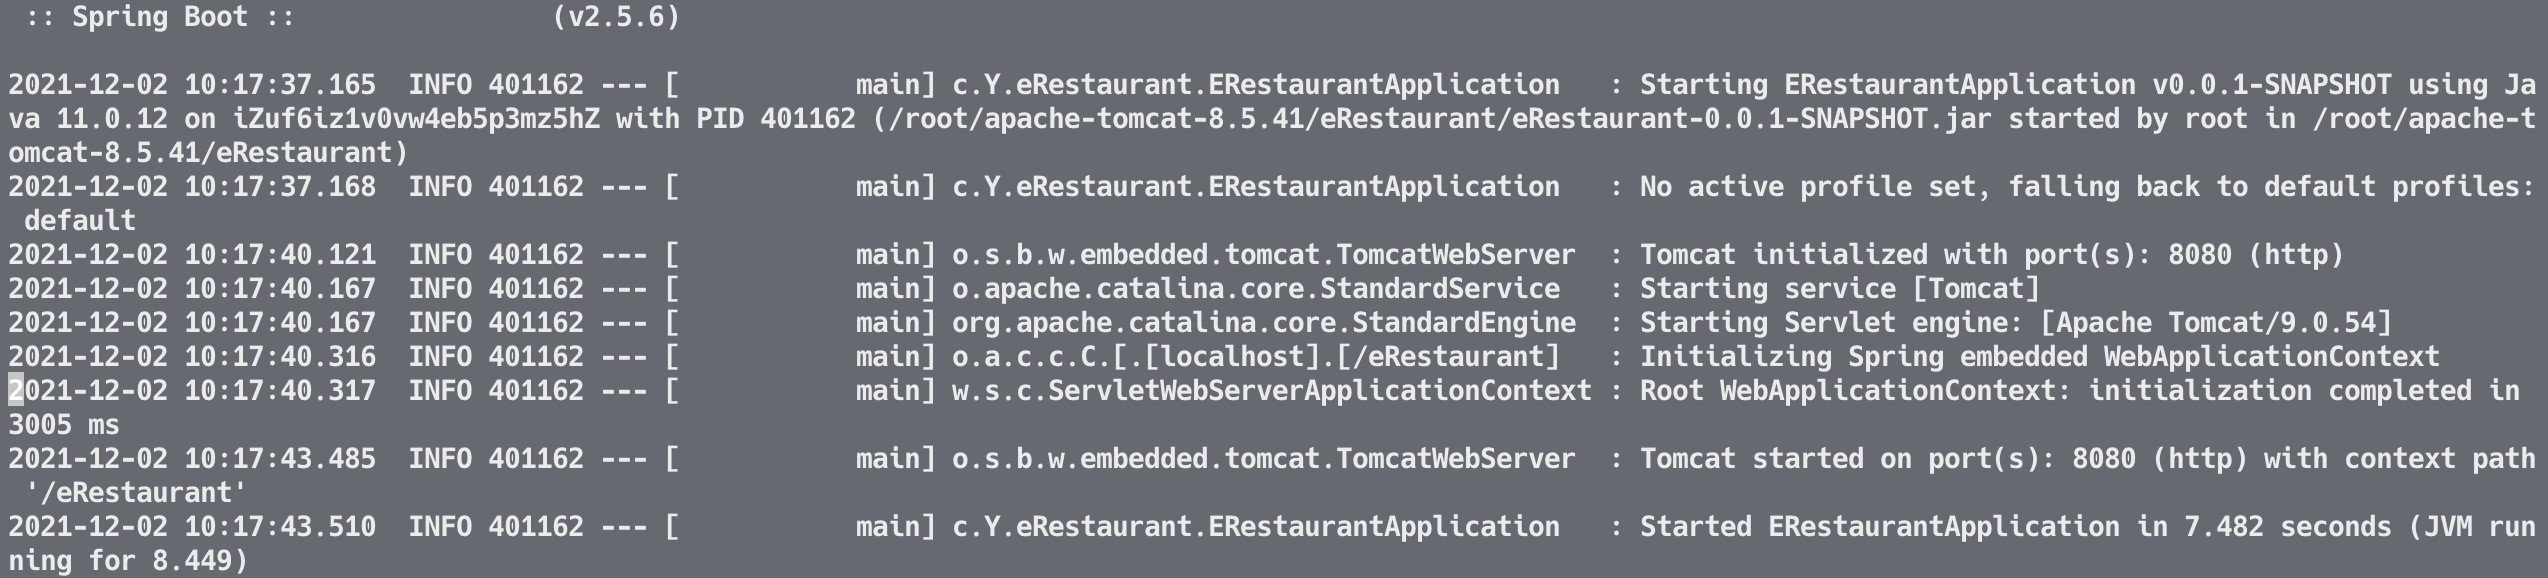 :: Spring Boot ::                (v2.5.6)
2021-12-02 10:17:37.165  INFO 401162 --- [           main] c.Y.eRestaurant.ERestaurantApplication   : Starting ERestaurantApplication v0.0.1-SNAPSHOT using Ja
va 11.0.12 on iZuf6iz1v0vw4eb5p3mz5hZ with PID 401162 (/root/apache-tomcat-8.5.41/eRestaurant/eRestaurant-0.0.1-SNAPSHOT.jar started by root in /root/apache-t
omcat-8.5.41/eRestaurant)
2021-12-02 10:17:37.168  INFO 401162 --- [           main] c.Y.eRestaurant.ERestaurantApplication   : No active profile set, falling back to default profiles:
 default
2021-12-02 10:17:40.121  INFO 401162 --- [           main] o.s.b.w.embedded.tomcat.TomcatWebServer  : Tomcat initialized with port(s): 8080 (http)
2021-12-02 10:17:40.167  INFO 401162 --- [           main] o.apache.catalina.core.StandardService   : Starting service [Tomcat]
2021-12-02 10:17:40.167  INFO 401162 --- [           main] org.apache.catalina.core.StandardEngine  : Starting Servlet engine: [Apache Tomcat/9.0.54]
2021-12-02 10:17:40.316  INFO 401162 --- [           main] o.a.c.c.C.[.[localhost].[/eRestaurant]   : Initializing Spring embedded WebApplicationContext
2021-12-02 10:17:40.317  INFO 401162 --- [           main] w.s.c.ServletWebServerApplicationContext : Root WebApplicationContext: initialization completed in
3005 ms
2021-12-02 10:17:43.485  INFO 401162 --- [           main] o.s.b.w.embedded.tomcat.TomcatWebServer  : Tomcat started on port(s): 8080 (http) with context path
 '/eRestaurant'
2021-12-02 10:17:43.510  INFO 401162 --- [           main] c.Y.eRestaurant.ERestaurantApplication   : Started ERestaurantApplication in 7.482 seconds (JVM run
ning for 8.449)